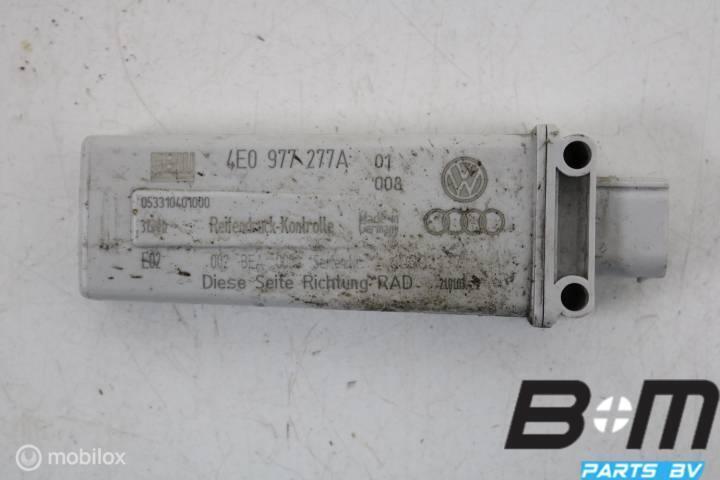 4E0 977 277A 01
008
053310401000
Reifendruck-Kontrolle Made in
Germany
E02 002
Diese Seite Richtung RAD
B+M
PARTS BV
mobilox